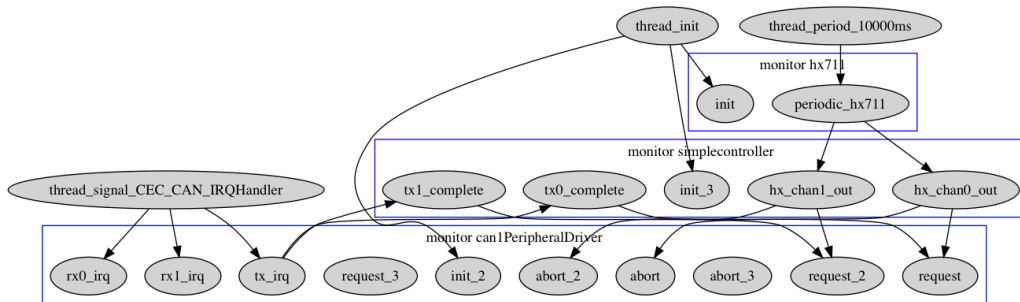 thread_init
thread_period_10000ms
monitor hx711
init
periodic_hx711
monitor simplecontroller
thread_signal_CEC_CAN_IRQHandler
tx1_complete
tx0_complete
init_3
hx_chan1_out
hx_chan0_out
monitor can1PeripheralDriver
rx0_irq
rx1_irq
tx_irq
request_3
init_2
abort_2
abort
abort_3
request_2
request